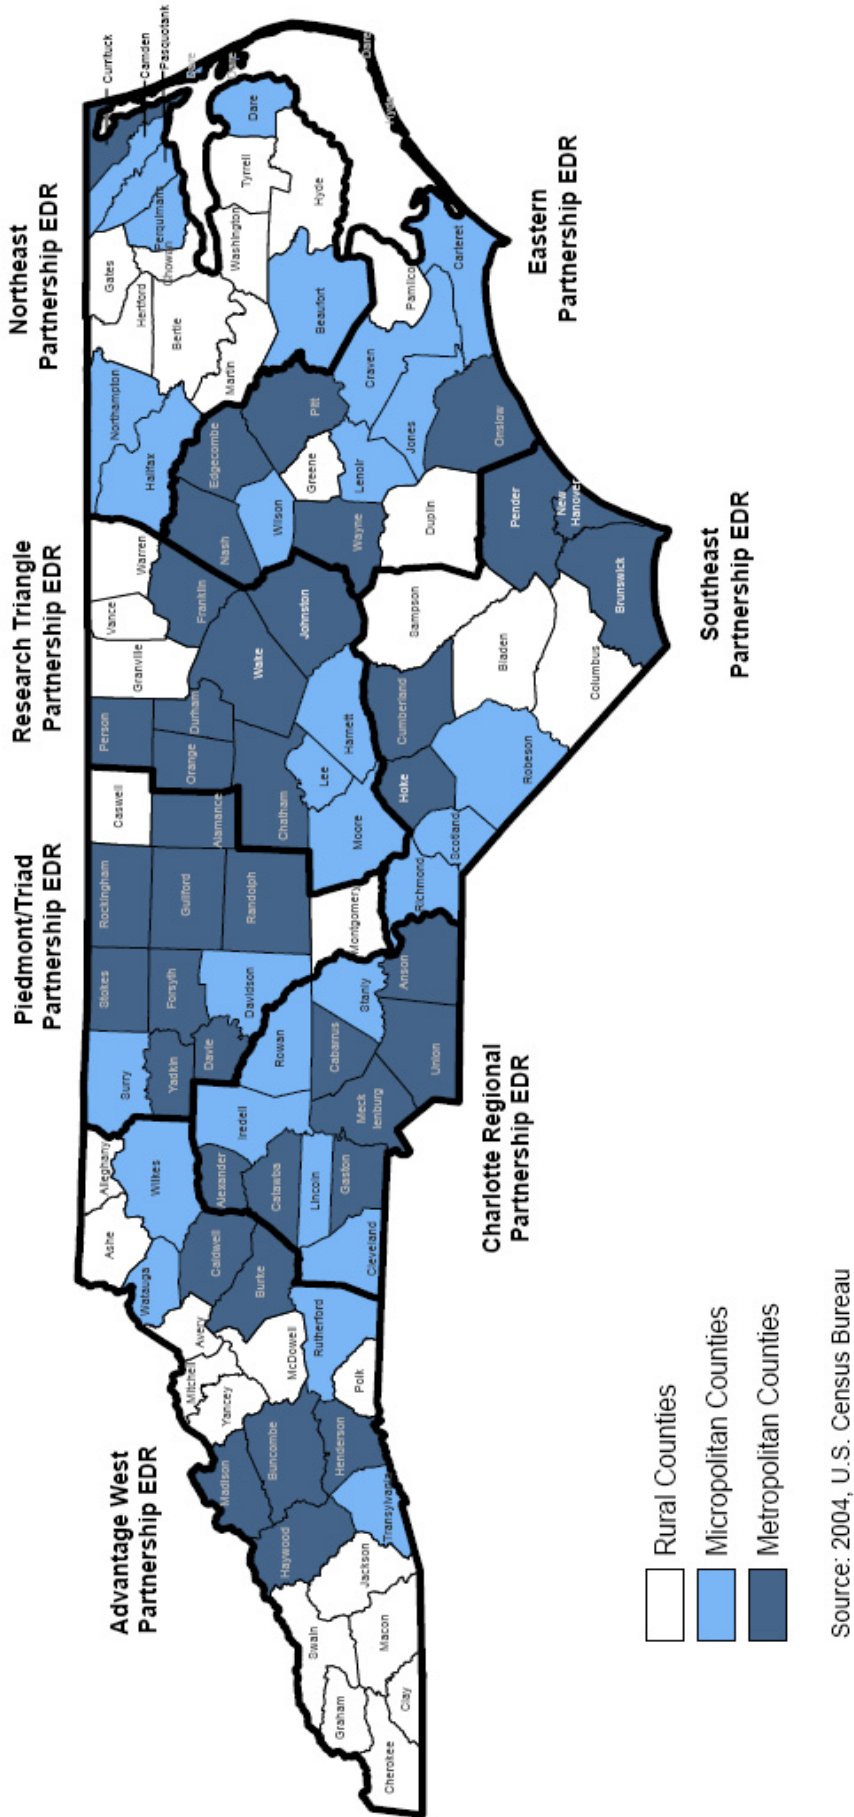 Northeast
Partnership EDR
Research Triangle
Partnership EDR
Piedmont/Triad
Partnership EDR
Advantage West
Partnership EDR
Eastern
Partnership EDR
Southeast
Partnership EDR
Charlotte Regional
Partnership EDR
Currituck
Camden
Pasquotank
Perquimans
Chowan
Gates
Hertford
Bertie
Northampton
Halifax
Martin
Washington
Tyrrell
Dare
Dare
Dare
Dare
Hyde
Hyde
Beaufort
Pamlico
Carteret
Craven
Jones
Onslow
Pitt
Edgecombe
Greene
Lenoir
Nash
Wilson
Wayne
Duplin
Pender
New
Hanover
Brunswick
Columbus
Bladen
Sampson
Cumberland
Robeson
Hoke
Scotland
Richmond
Warren
Vance
Granville
Franklin
Person
Durham
Orange
Wake
Johnston
Chatham
Lee
Harnett
Moore
Caswell
Alamance
Rockingham
Guilford
Randolph
Montgomery
Stokes
Forsyth
Davidson
Surry
Yadkin
Davie
Rowan
Stanly
Anson
Cabarrus
Union
Meck
lenburg
Iredell
Alexander
Catawba
Lincoln
Gaston
Cleveland
Alleghany
Ashe
Wilkes
Watauga
Caldwell
Burke
Avery
Mitchell
Yancey
McDowell
Rutherford
Polk
Madison
Buncombe
Henderson
Haywood
Transylvania
Jackson
Swain
Macon
Graham
Clay
Cherokee
Rural Counties
Micropolitan Counties
Metropolitan Counties
Source: 2004, U.S. Census Bureau